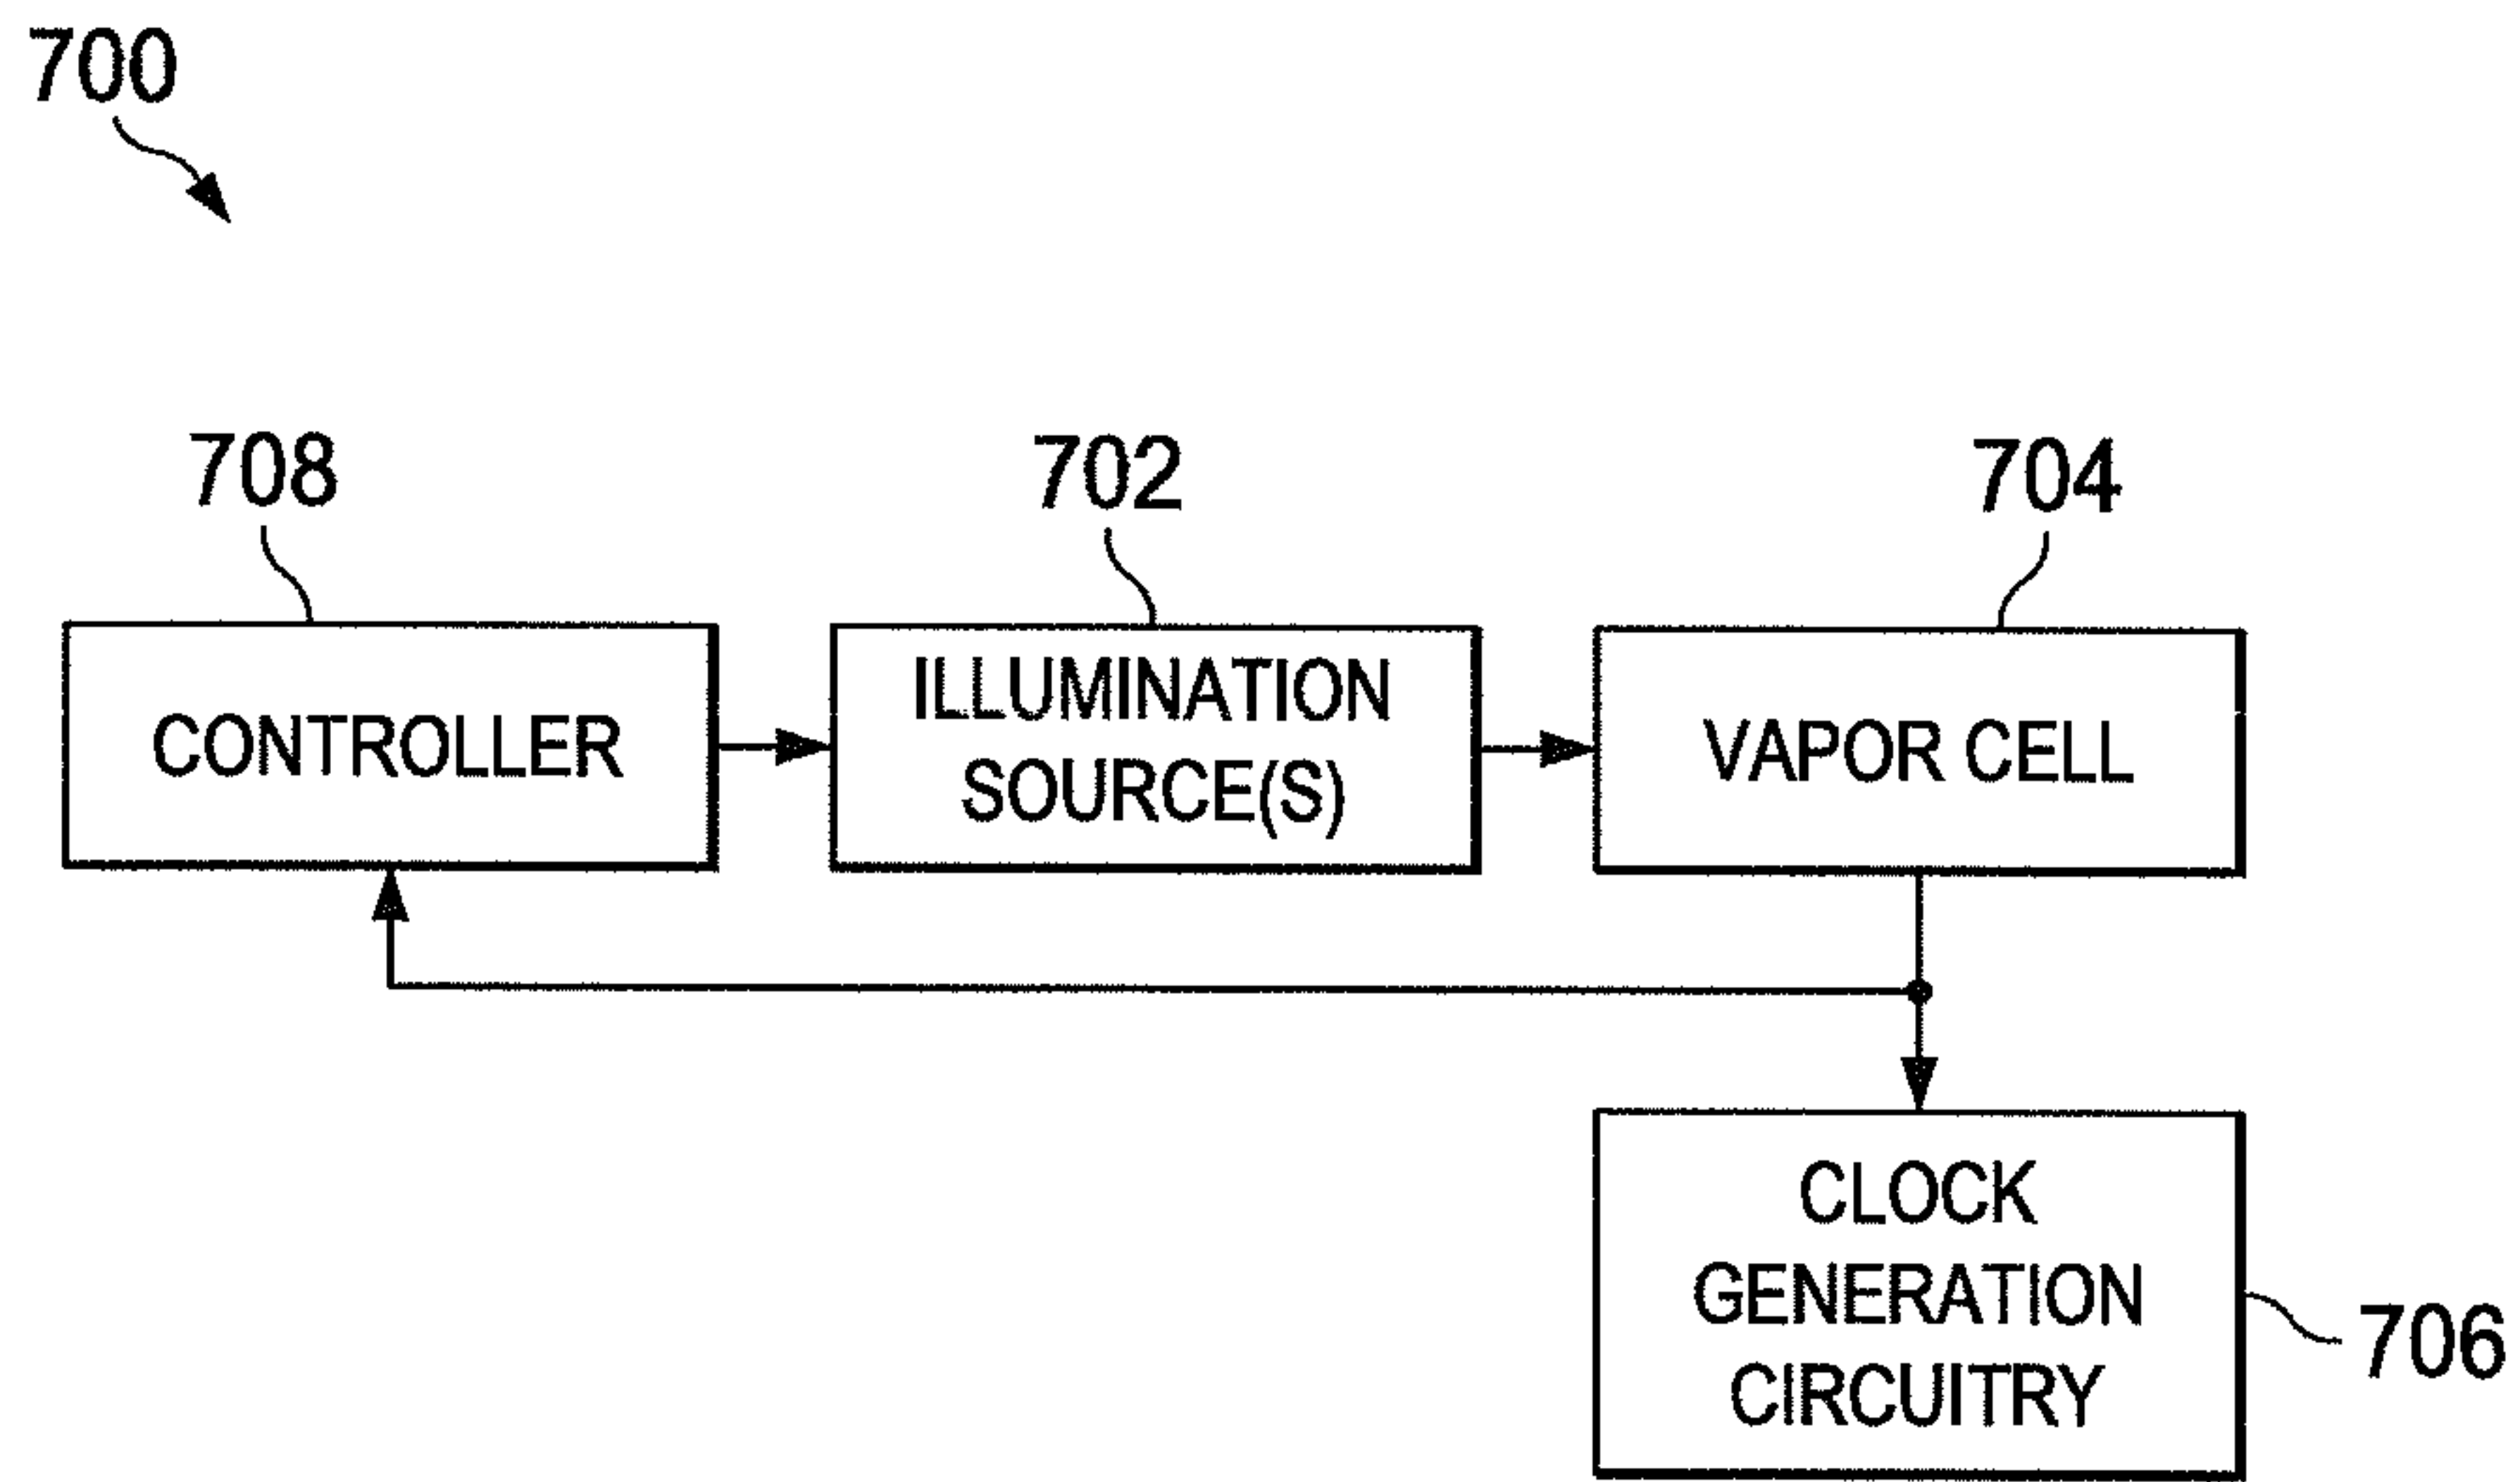 700
708
702
704
CONTROLLER
ILLUMINATION
SOURCE(S)
VAPOR CELL
CLOCK
GENERATION
CIRCUITRY
706